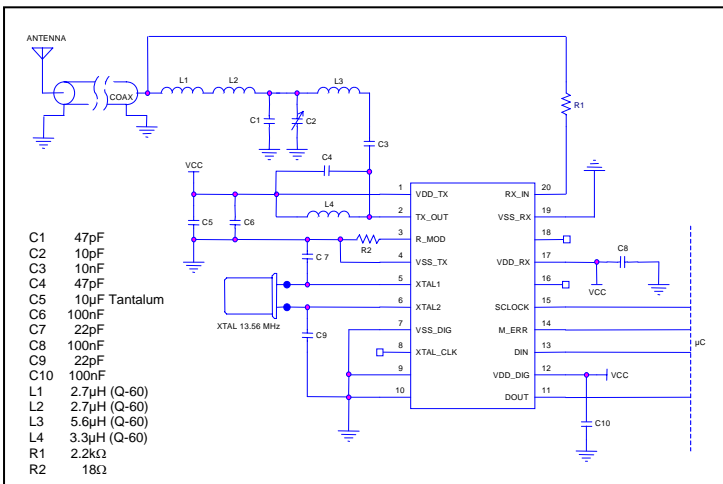 ANTENNA
COAX
L1
L2
L3
C1
C2
C3
R1
C4
VCC
L4
C5
C6
R2
C 7
XTAL 13.56 MHz
C9
1 VDD_TX
2 TX_OUT
3 R_MOD
4 VSS_TX
5 XTAL1
6 XTAL2
7 VSS_DIG
8 XTAL_CLK
9
10
RX_IN 20
VSS_RX 19
18
VDD_RX 17
16
SCLOCK 15
M_ERR 14
DIN 13
VDD_DIG 12
DOUT 11
C8
VCC
µC
VCC
C10
C1 47pF
C2 10pF
C3 10nF
C4 47pF
C5 10µF Tantalum
C6 100nF
C7 22pF
C8 100nF
C9 22pF
C10 100nF
L1 2.7µH (Q-60)
L2 2.7µH (Q-60)
L3 5.6µH (Q-60)
L4 3.3µH (Q-60)
R1 2.2kΩ
R2 18Ω